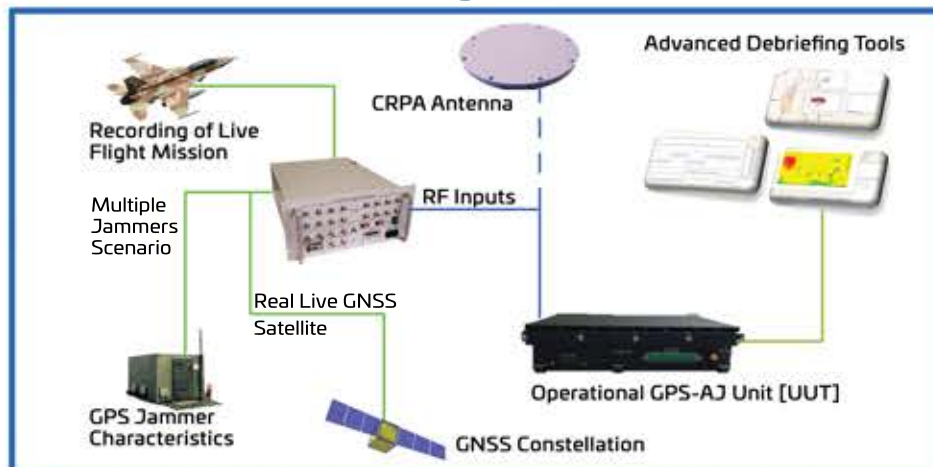 Advanced Debriefing Tools
CRPA Antenna
Recording of Live
Flight Mission
RF Inputs
Multiple
Jammers
Scenario
Real Live GNSS
Satellite
Operational GPS-AJ Unit [UUT]
GPS Jammer
Characteristics
GNSS Constellation